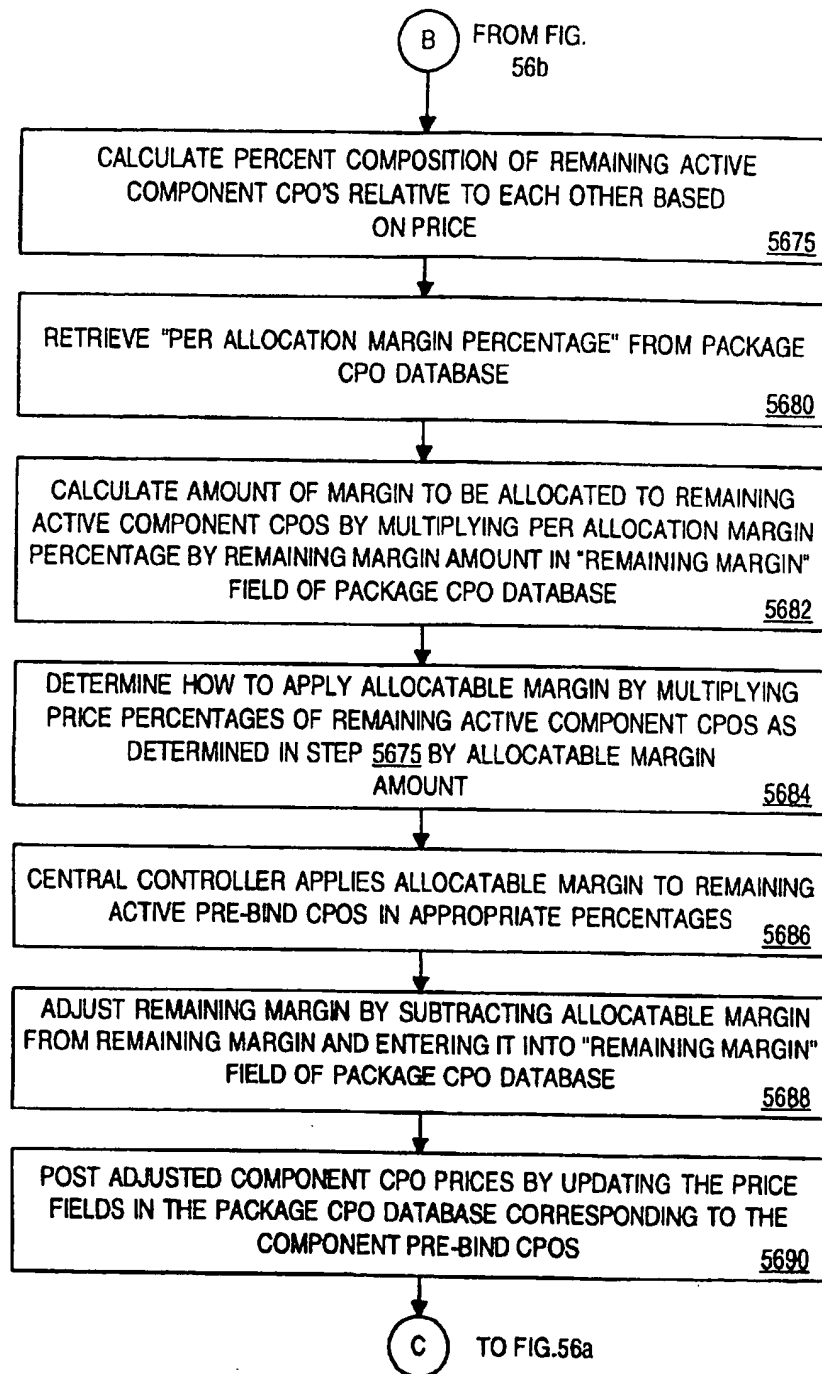 B
FROM FIG.
56b
CALCULATE PERCENT COMPOSITION OF REMAINING ACTIVE
COMPONENT CPO'S RELATIVE TO EACH OTHER BASED
ON PRICE
5675
RETRIEVE "PER ALLOCATION MARGIN PERCENTAGE" FROM PACKAGE
CPO DATABASE
5680
CALCULATE AMOUNT OF MARGIN TO BE ALLOCATED TO REMAINING
ACTIVE COMPONENT CPOS BY MULTIPLYING PER ALLOCATION MARGIN
PERCENTAGE BY REMAINING MARGIN AMOUNT IN "REMAINING MARGIN"
FIELD OF PACKAGE CPO DATABASE
5682
DETERMINE HOW TO APPLY ALLOCATABLE MARGIN BY MULTIPLYING
PRICE PERCENTAGES OF REMAINING ACTIVE COMPONENT CPOS AS
DETERMINED IN STEP 5675 BY ALLOCATABLE MARGIN
AMOUNT
5684
CENTRAL CONTROLLER APPLIES ALLOCATABLE MARGIN TO REMAINING
ACTIVE PRE-BIND CPOS IN APPROPRIATE PERCENTAGES
5686
ADJUST REMAINING MARGIN BY SUBTRACTING ALLOCATABLE MARGIN
FROM REMAINING MARGIN AND ENTERING IT INTO "REMAINING MARGIN"
FIELD OF PACKAGE CPO DATABASE
5688
POST ADJUSTED COMPONENT CPO PRICES BY UPDATING THE PRICE
FIELDS IN THE PACKAGE CPO DATABASE CORRESPONDING TO THE
COMPONENT PRE-BIND CPOS
5690
C
TO FIG.56a